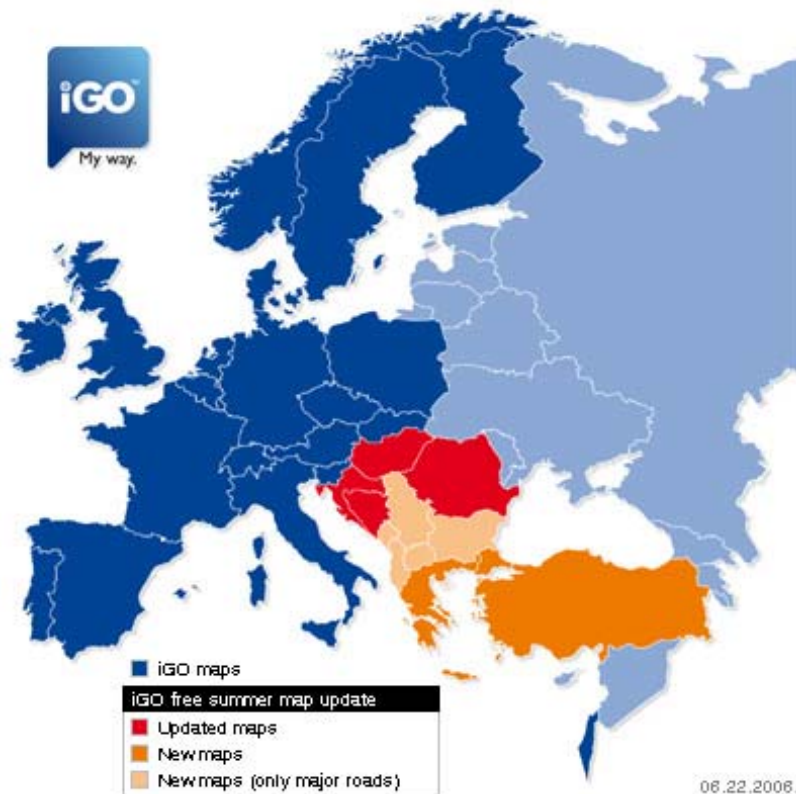 iGO™
My way.
iGO maps
iGO free summer map update
Updated maps
New maps
New maps (only major roads)
06.22.2006